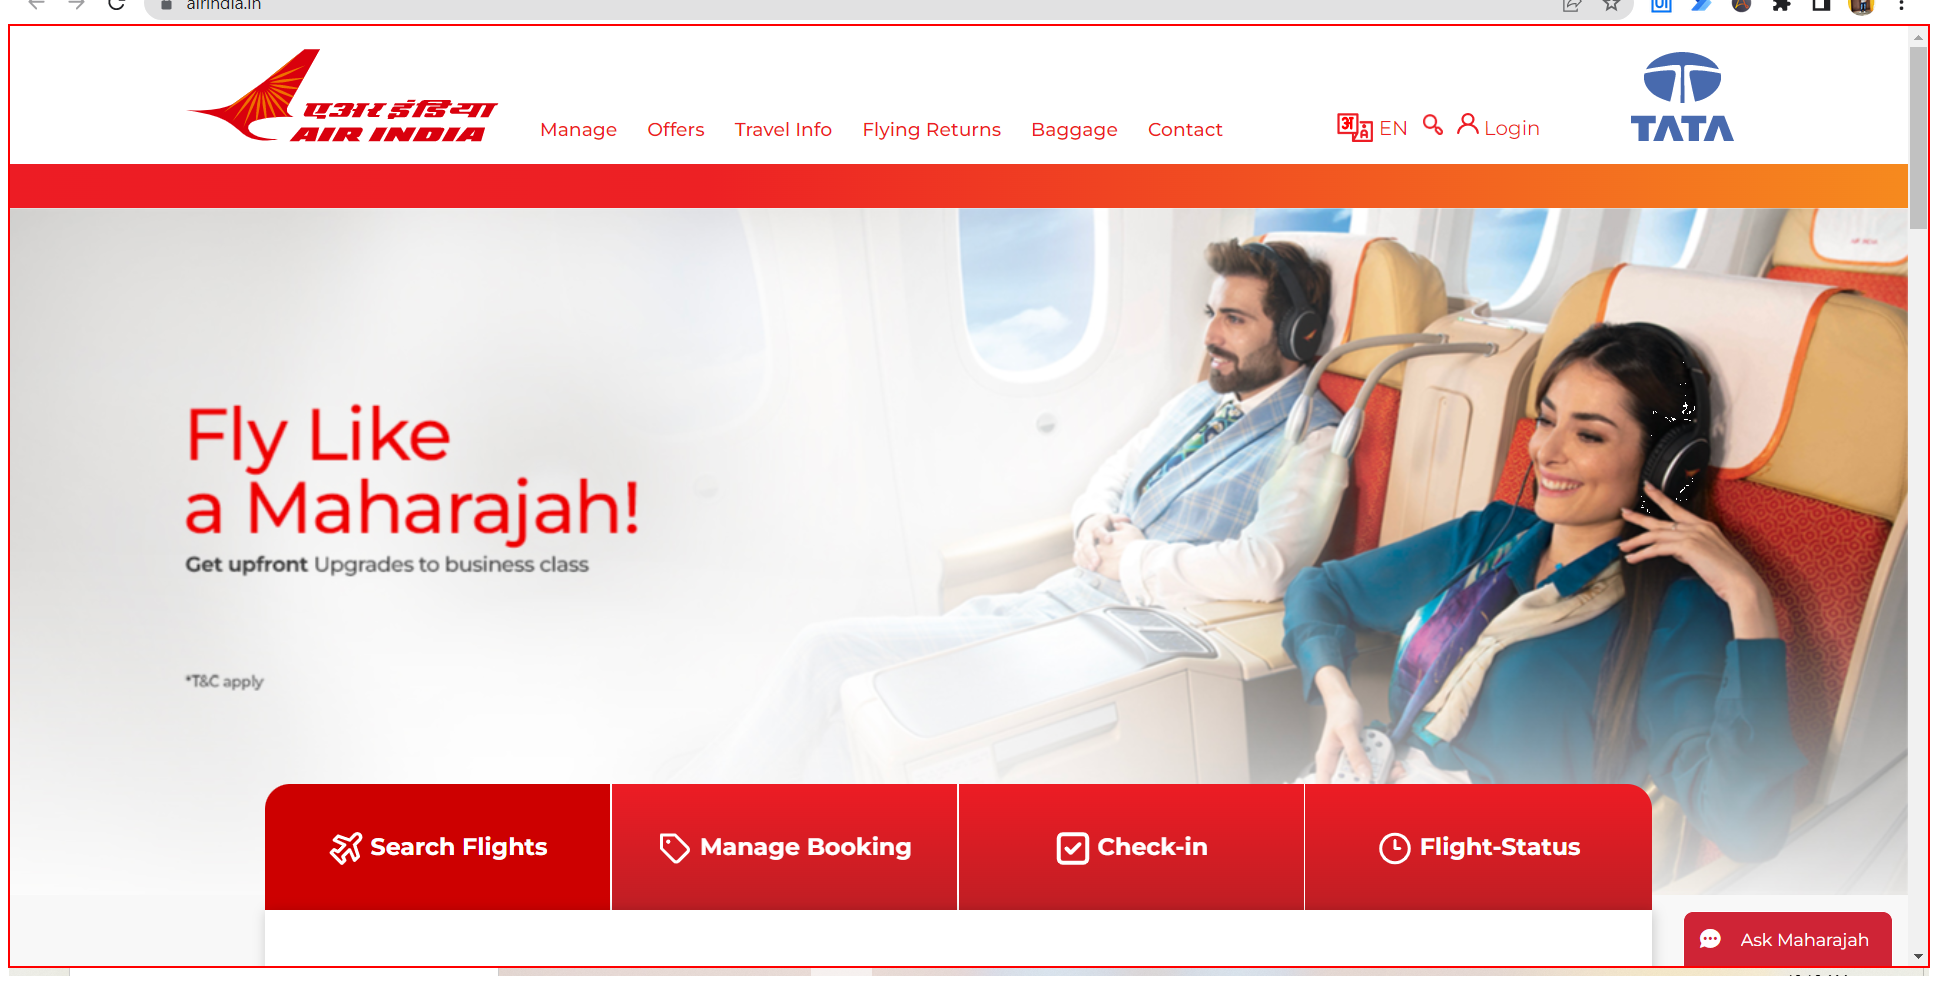 airindia.in
एअर इंडिया
AIR INDIA
Manage Offers Travel Info Flying Returns Baggage Contact
अ A EN Login
TATA
Fly Like
a Maharajah!
Get upfront Upgrades to business class
*T&C apply
Search Flights Manage Booking Check-in Flight-Status
Ask Maharajah